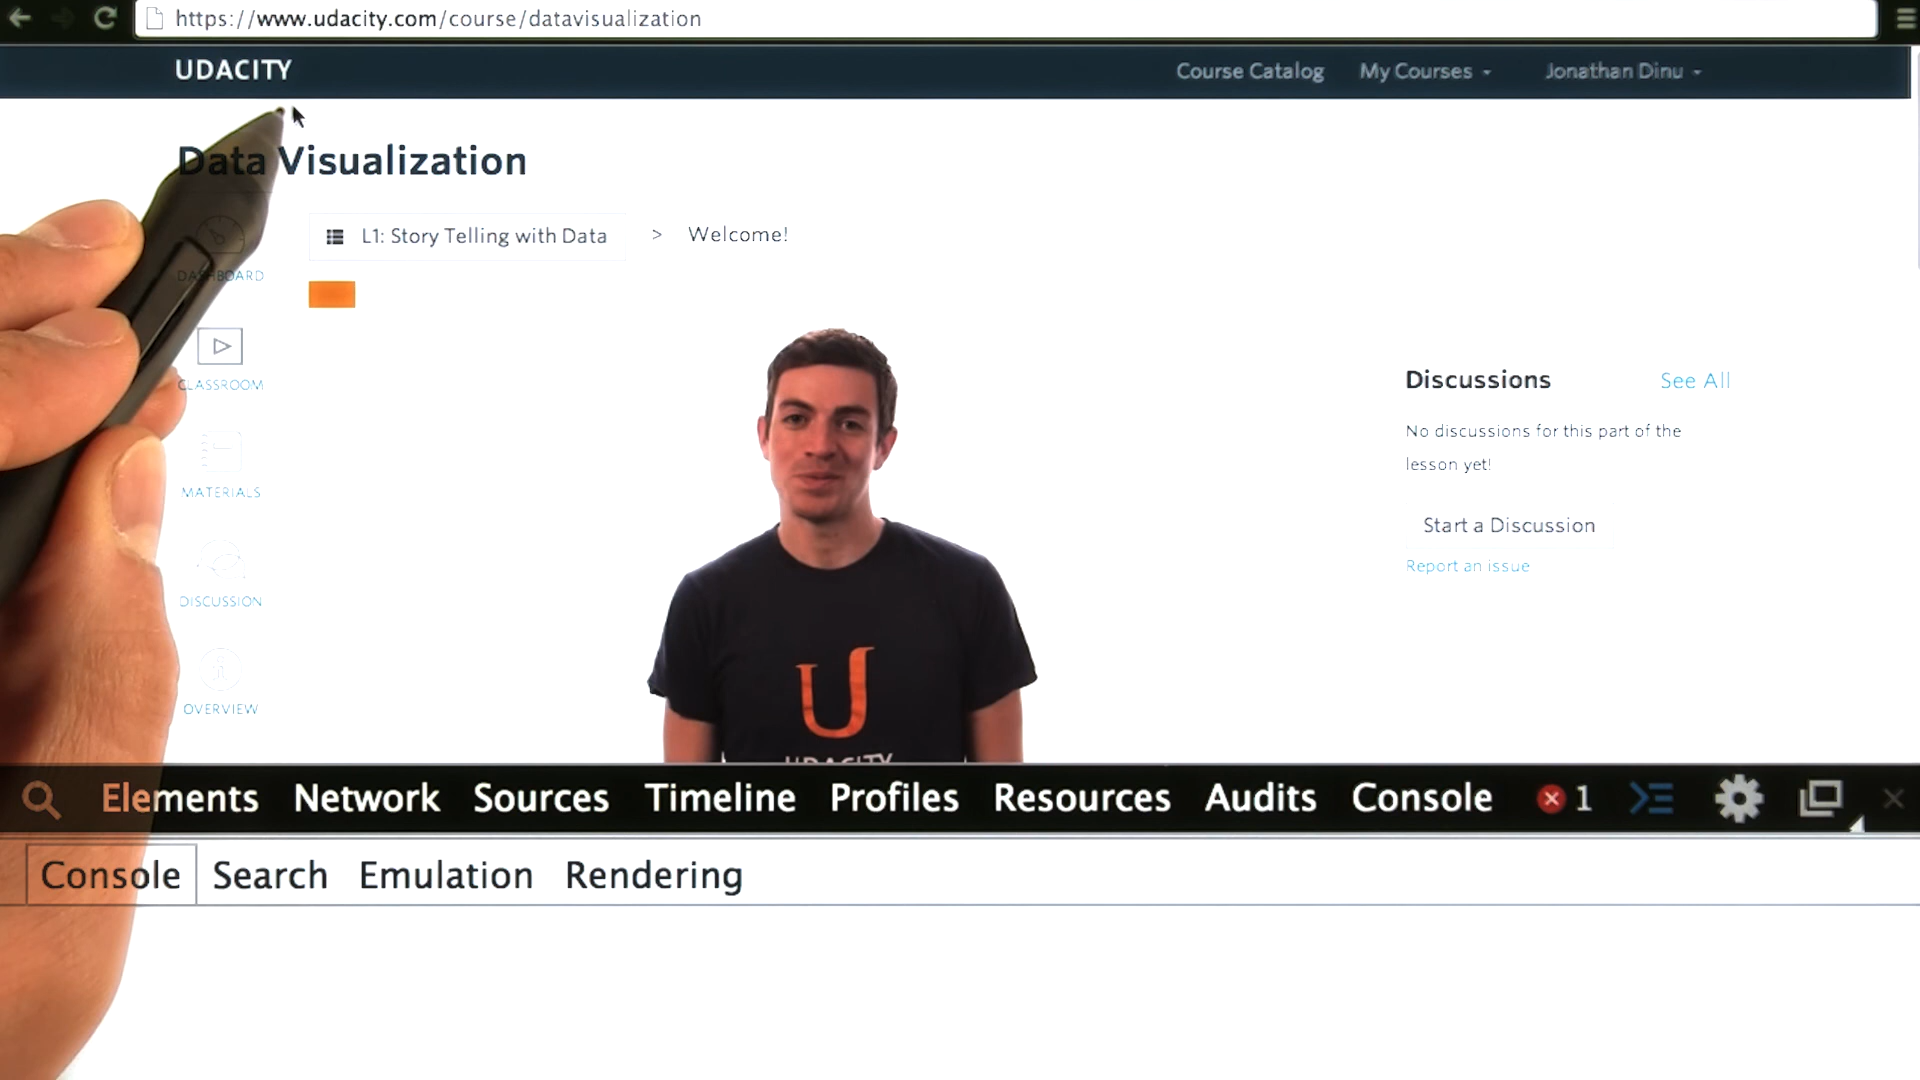 https://www.udacity.com/course/datavisualization
UDACITY
Course Catalog
My Courses
Jonathan Dinu
Data Visualization
L1: Story Telling with Data > Welcome!
DASHBOARD
CLASSROOM
MATERIALS
DISCUSSION
OVERVIEW
Discussions
See All
No discussions for this part of the
lesson yet!
Start a Discussion
Report an issue
UDACITY
Elements Network Sources Timeline Profiles Resources Audits Console 1
Console Search Emulation Rendering